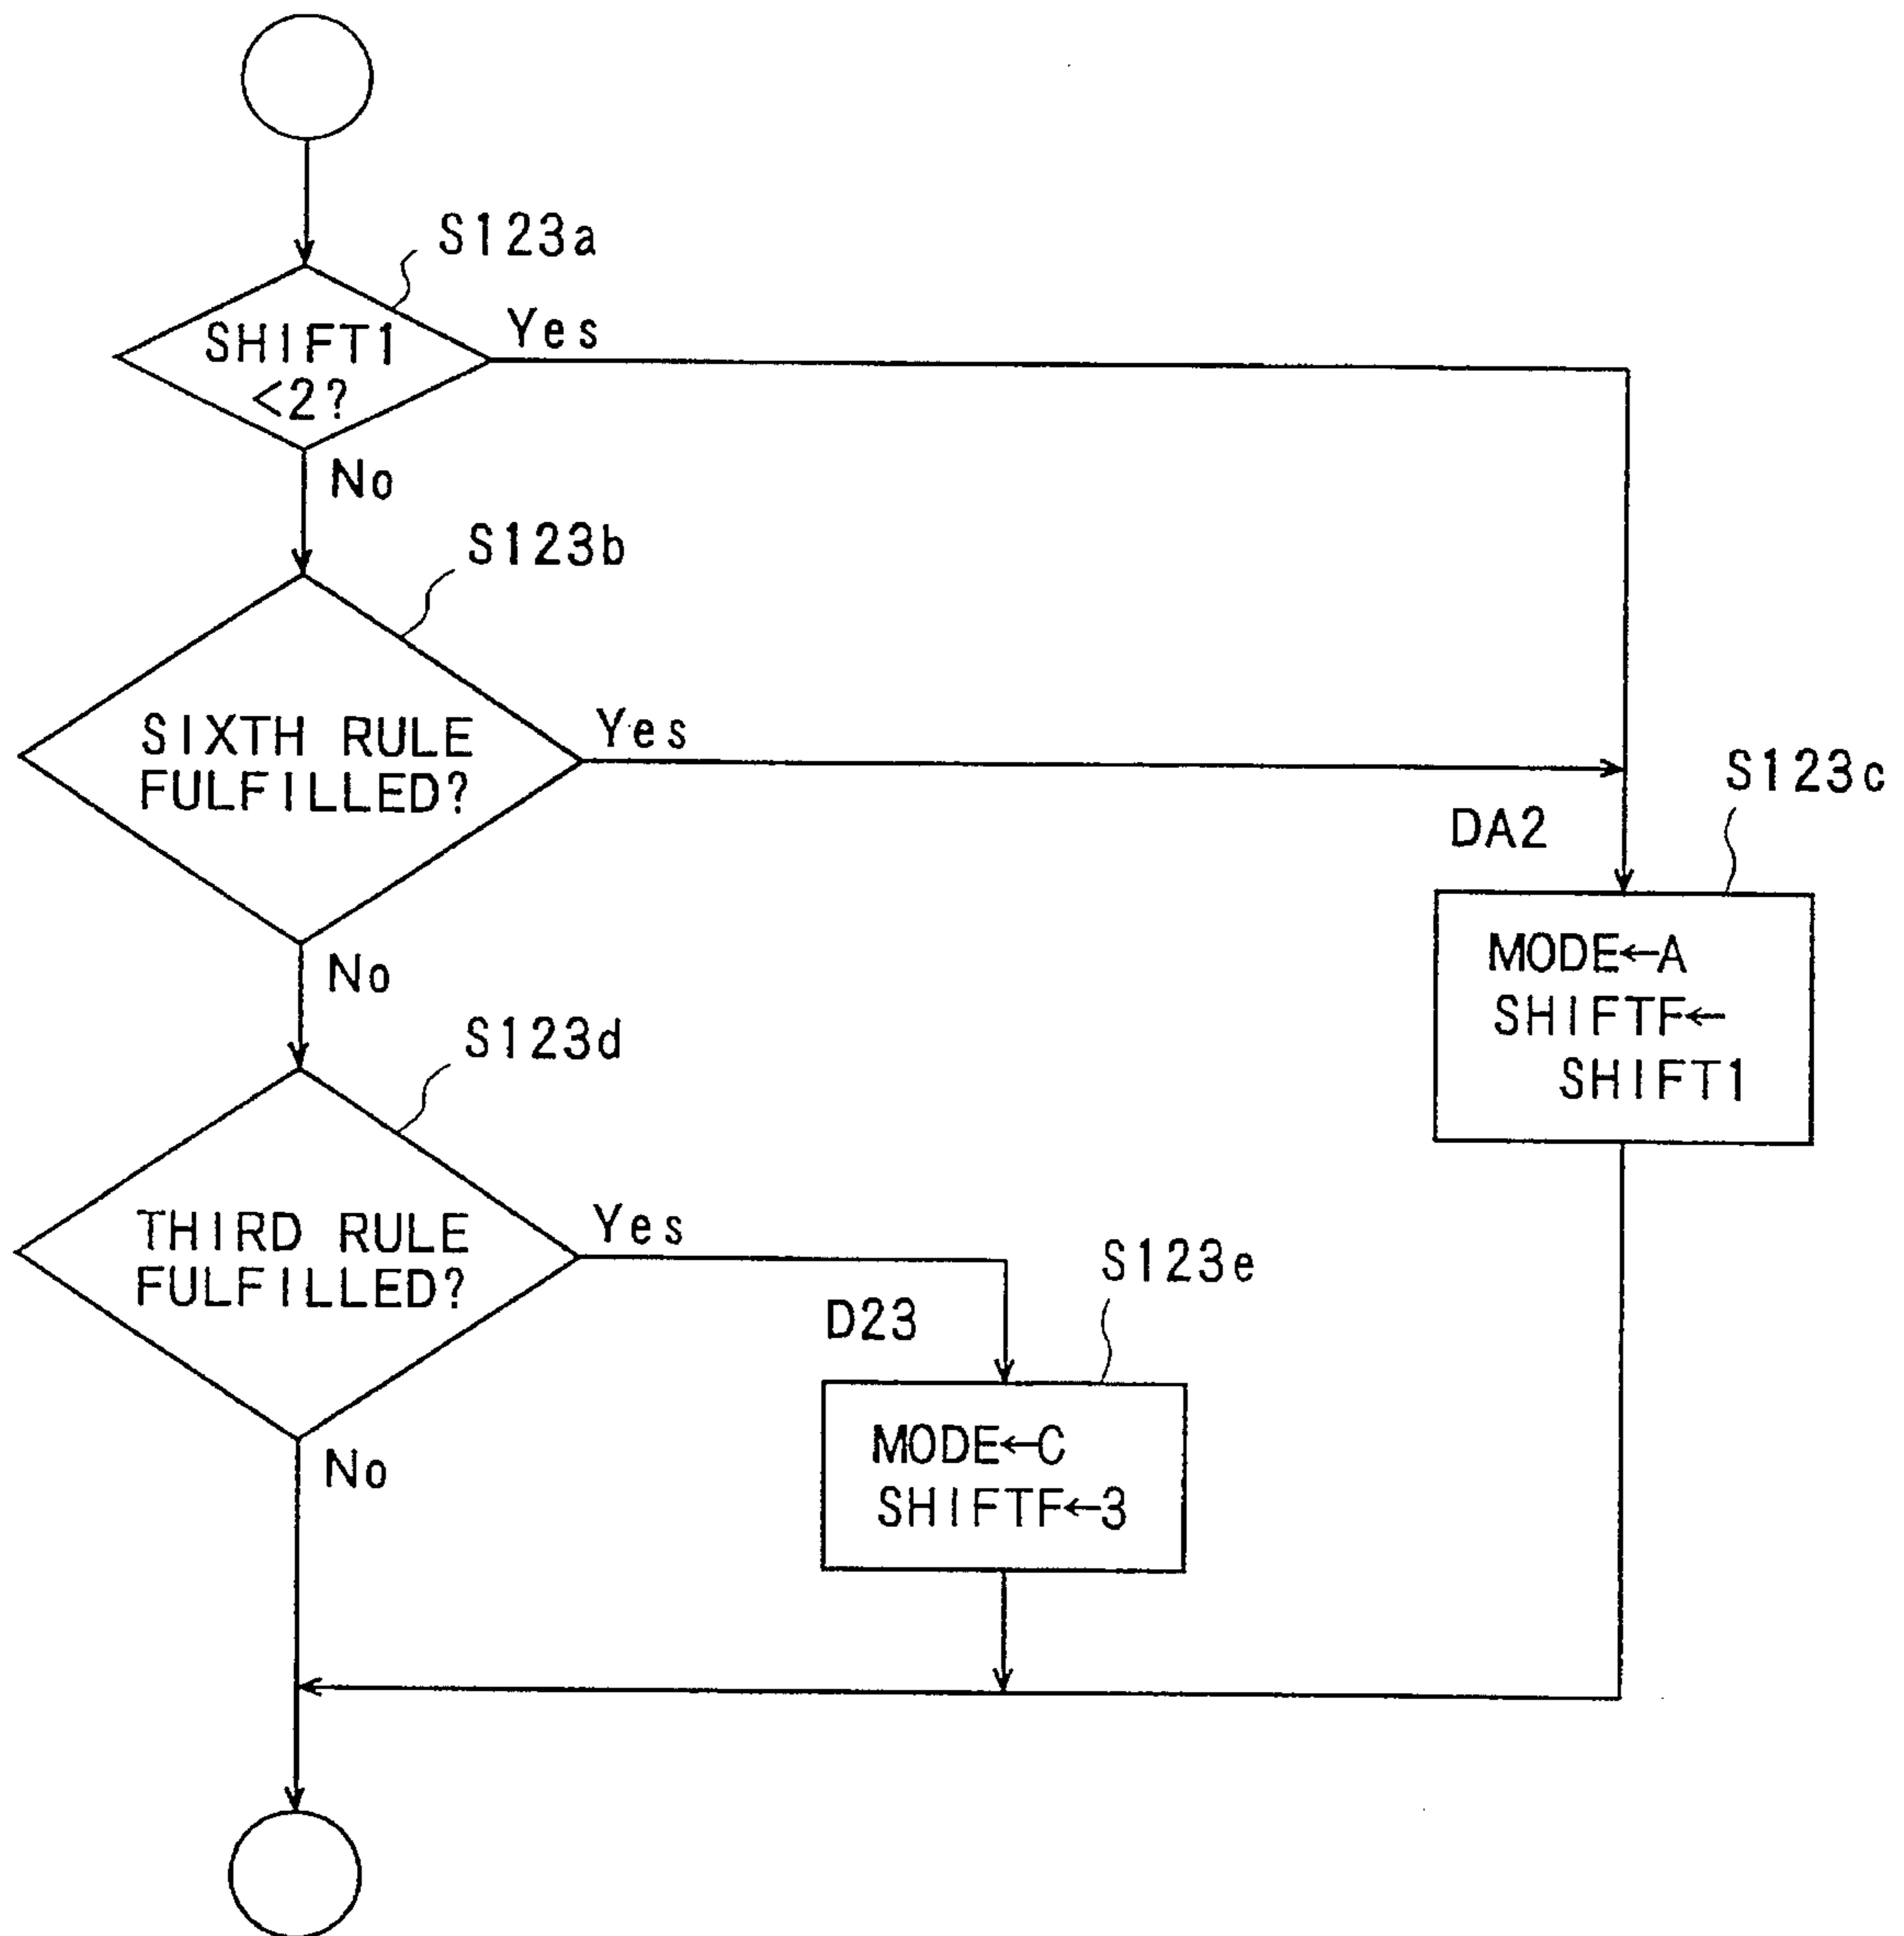 S123a
SHIFT1
<2?
Yes
No
S123b
SIXTH RULE
FULFILLED?
Yes
S123c
DA2
MODE←A
SHIFTF←
SHIFT1
No
S123d
THIRD RULE
FULFILLED?
Yes
S123e
D23
MODE←C
SHIFTF←3
No